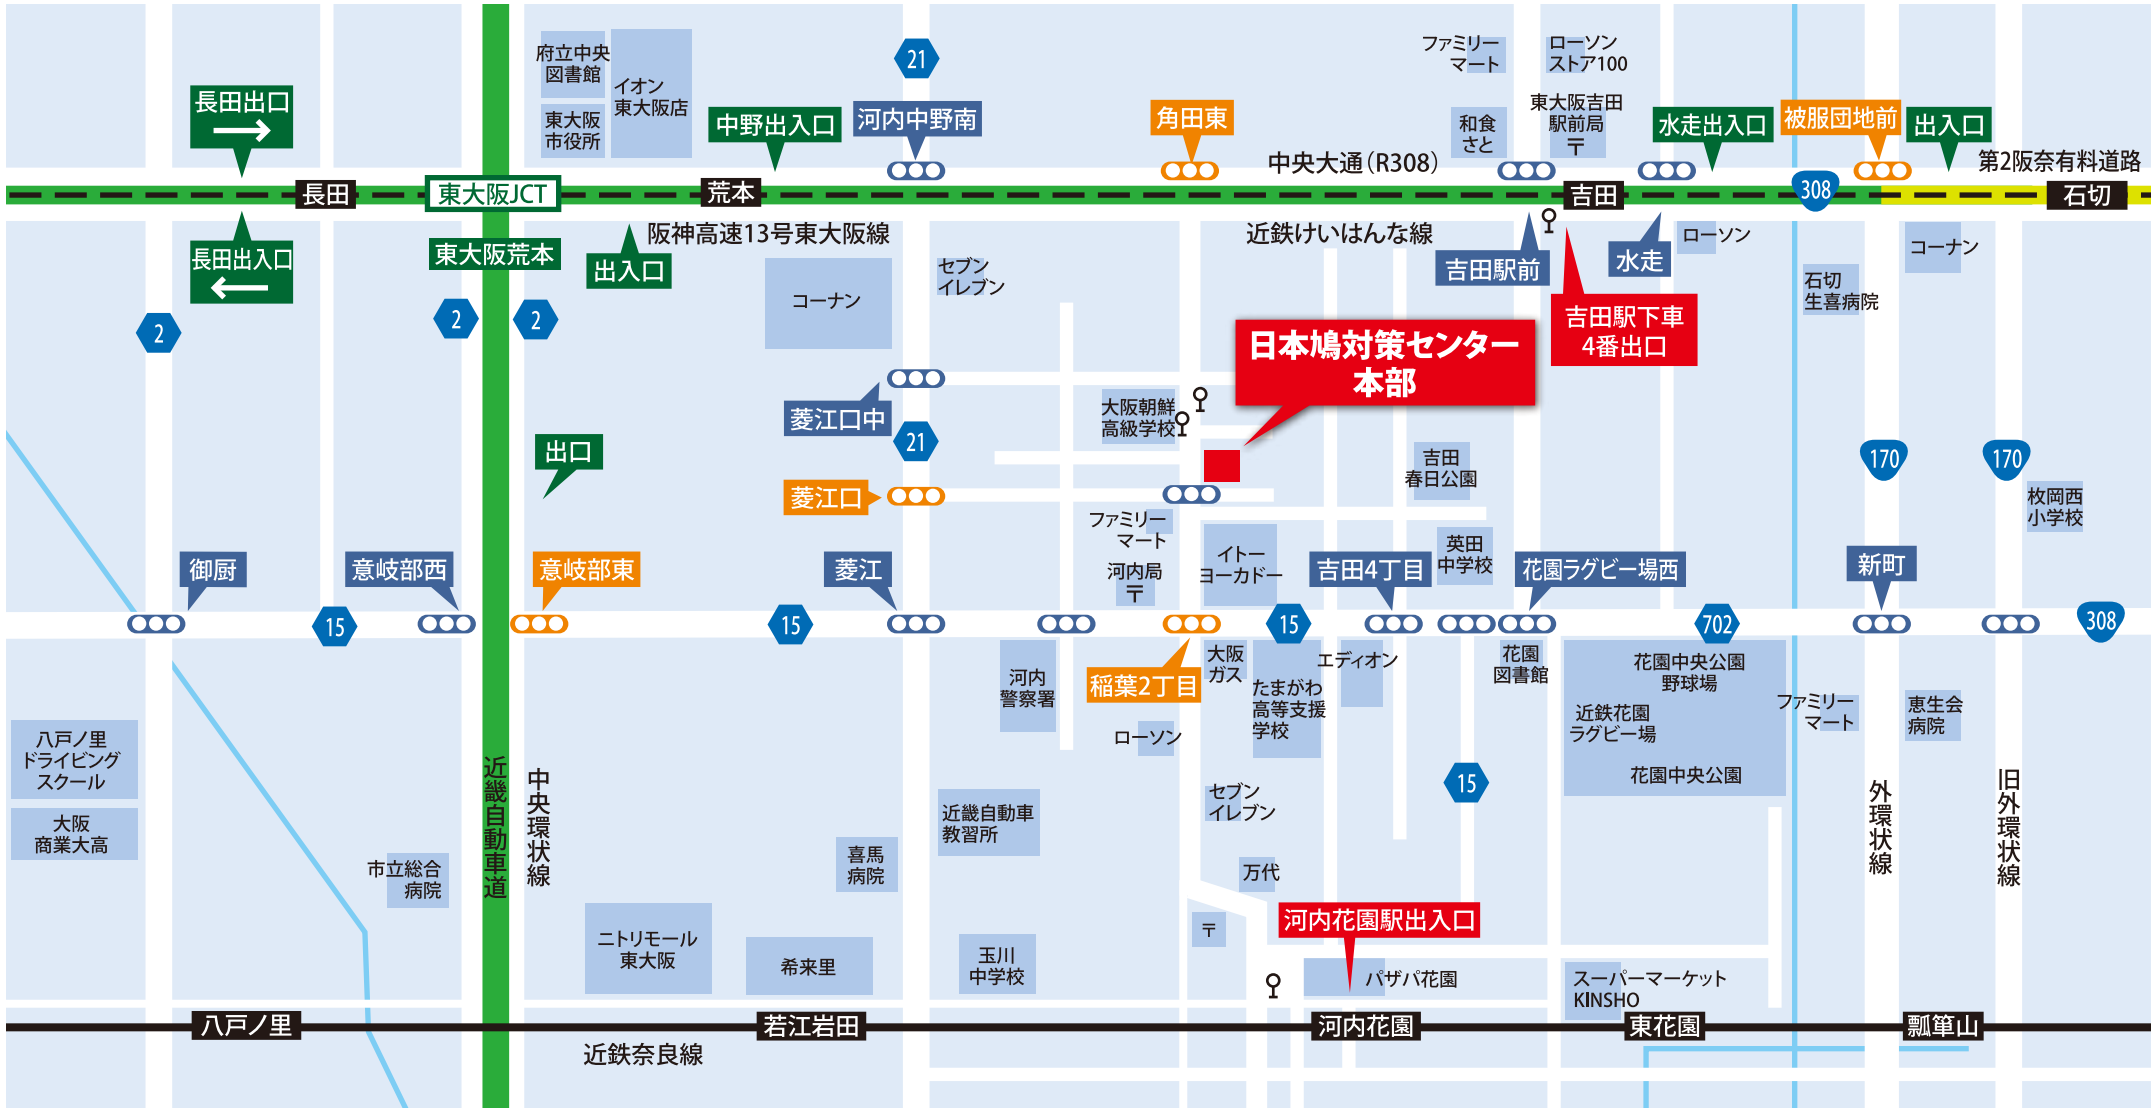 府立中央
図書館
イオン
東大阪店
東大阪
市役所
21
ファミリー
マート
ローソン
ストア100
長田出口
中野出入口
河内中野南
角田東
和食
さと
東大阪吉田
駅前局
〒
水走出入口
被服団地前
出入口
中央大通（R308）
第2阪奈有料道路
長田
東大阪JCT
荒本
吉田
308
石切
阪神高速13号東大阪線
近鉄けいはんな線
東大阪荒本
長田出入口
出入口
コーナン
セブン
イレブン
吉田駅前
水走
ローソン
コーナン
石切
生喜病院
吉田駅下車
4番出口
2
2
2
日本鳩対策センター
本部
菱江口中
大阪朝鮮
高級学校
21
出口
菱江口
吉田
春日公園
170
170
枚岡西
小学校
ファミリー
マート
イトー
ヨーカドー
河内局
〒
英田
中学校
御厨
意岐部西
意岐部東
菱江
吉田4丁目
花園ラグビー場西
新町
15
15
15
702
308
稲葉2丁目
河内
警察署
大阪
ガス
たまがわ
高等支援
学校
エディオン
花園
図書館
花園中央公園
野球場
近鉄花園
ラグビー場
花園中央公園
ファミリー
マート
恵生会
病院
八戸ノ里
ドライビング
スクール
大阪
商業大高
ローソン
近畿自動車道
中央環状線
15
外環状線
旧外環状線
セブン
イレブン
近畿自動車
教習所
市立総合
病院
喜馬
病院
万代
ニトリモール
東大阪
希来里
玉川
中学校
〒
河内花園駅出入口
パザパ花園
スーパーマーケット
KINSHO
八戸ノ里
若江岩田
河内花園
東花園
瓢箪山
近鉄奈良線